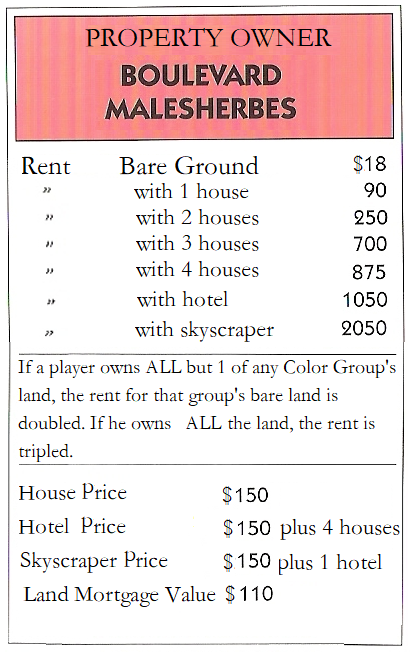 PROPERTY OWNER
BOULEVARD
MALESHERBES
Rent Bare Ground $18
” with 1 house 90
” with 2 houses 250
” with 3 houses 700
” with 4 houses 875
” with hotel 1050
” with skyscraper 2050
If a player owns ALL but 1 of any Color Group's
land, the rent for that group's bare land is
doubled. If he owns ALL the land, the rent is
tripled.
House Price $150
Hotel Price $150 plus 4 houses
Skyscraper Price $150 plus 1 hotel
Land Mortgage Value $110